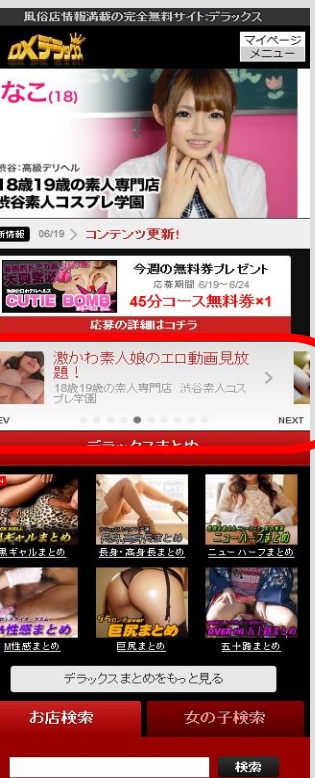 風俗店情報満載の完全無料サイト:デラックス
DXデラックス
マイページ
メニュー
なこ(18)
渋谷:高級デリヘル
18歳19歳の素人専門店
渋谷素人コスプレ学園
新情報 06/19 > コンテンツ更新!
CUTIE BOMB
今週の無料券プレゼント
応募期間 6/19～6/24
45分コース無料券×1
応募の詳細はコチラ
激かわ素人娘のエロ動画見放
題!
18歳19歳の素人専門店 渋谷素人コス
プレ学園
EV
NEXT
デラックスまとめ
黒ギャルまとめ
長身・高身長まとめ
ニューハーフまとめ
M性感まとめ
巨尻まとめ
五十路まとめ
デラックスまとめをもっと見る
お店検索
女の子検索
検索